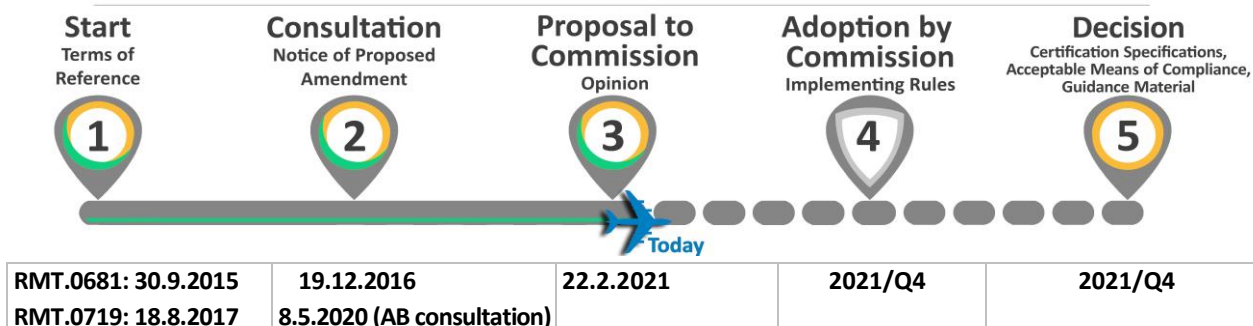 Start
Terms of
Reference
Consultation
Notice of Proposed
Amendment
Proposal to
Commission
Opinion
Adoption by
Commission
Implementing Rules
Decision
Certification Specifications,
Acceptable Means of Compliance,
Guidance Material
1
2
3
4
5
Today
RMT.0681: 30.9.2015
RMT.0719: 18.8.2017
19.12.2016
8.5.2020 (AB consultation)
22.2.2021
2021/Q4
2021/Q4